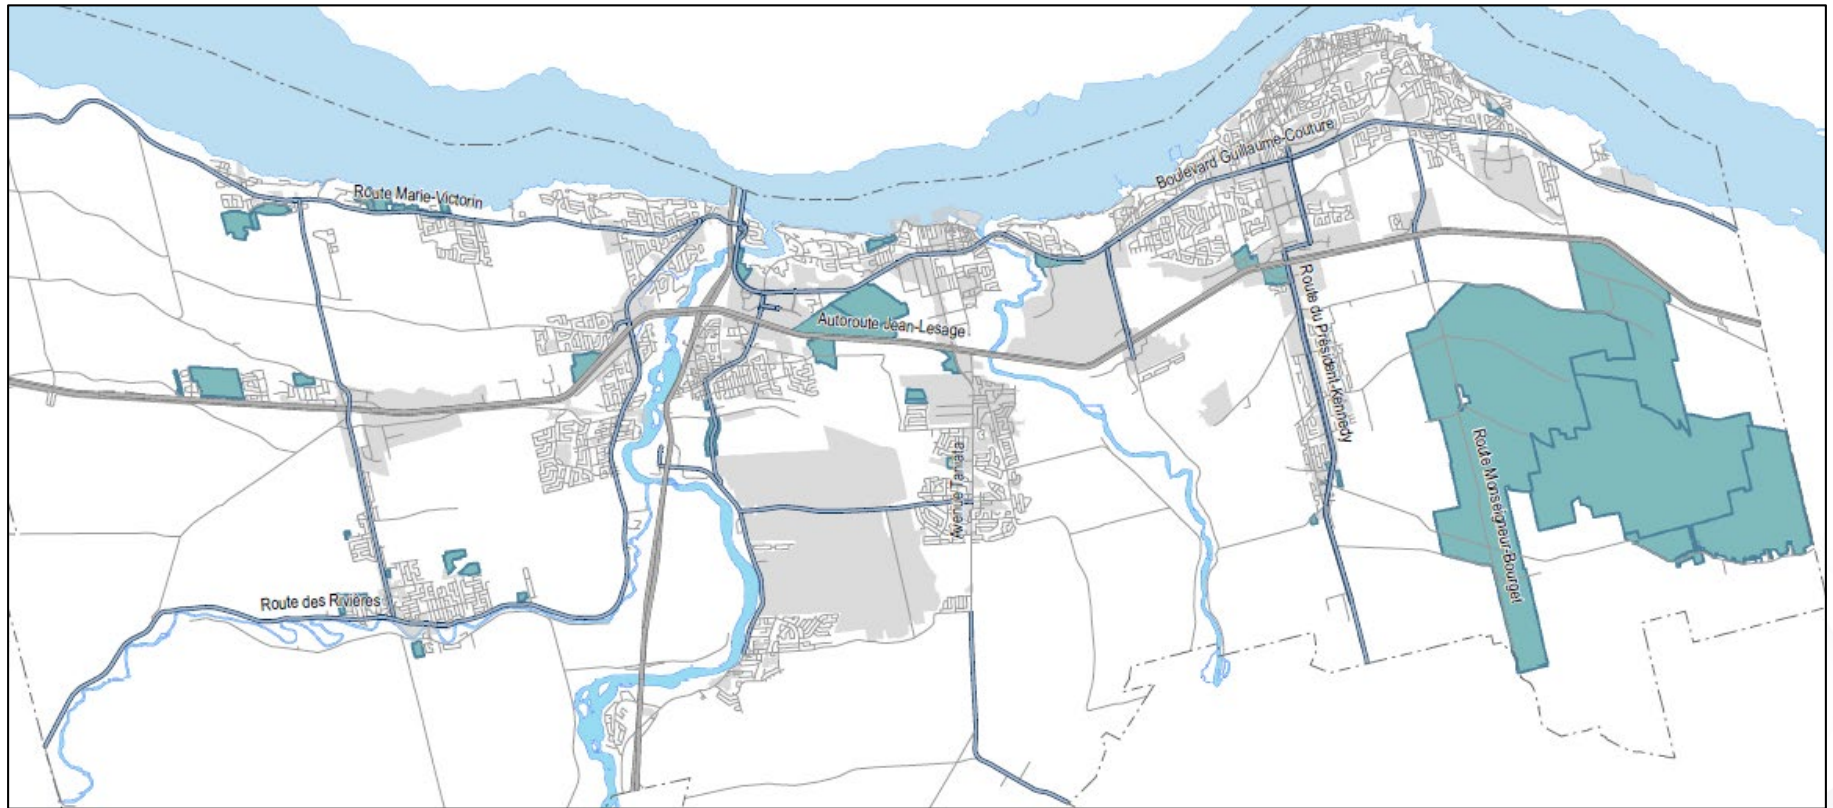 Boulevard Guillaume-Couture
Route Marie-Victorin
Autoroute Jean-Lesage
Route du Président-Kennedy
Avenue Taniata
Route Monseigneur-Bourget
Route des Rivières